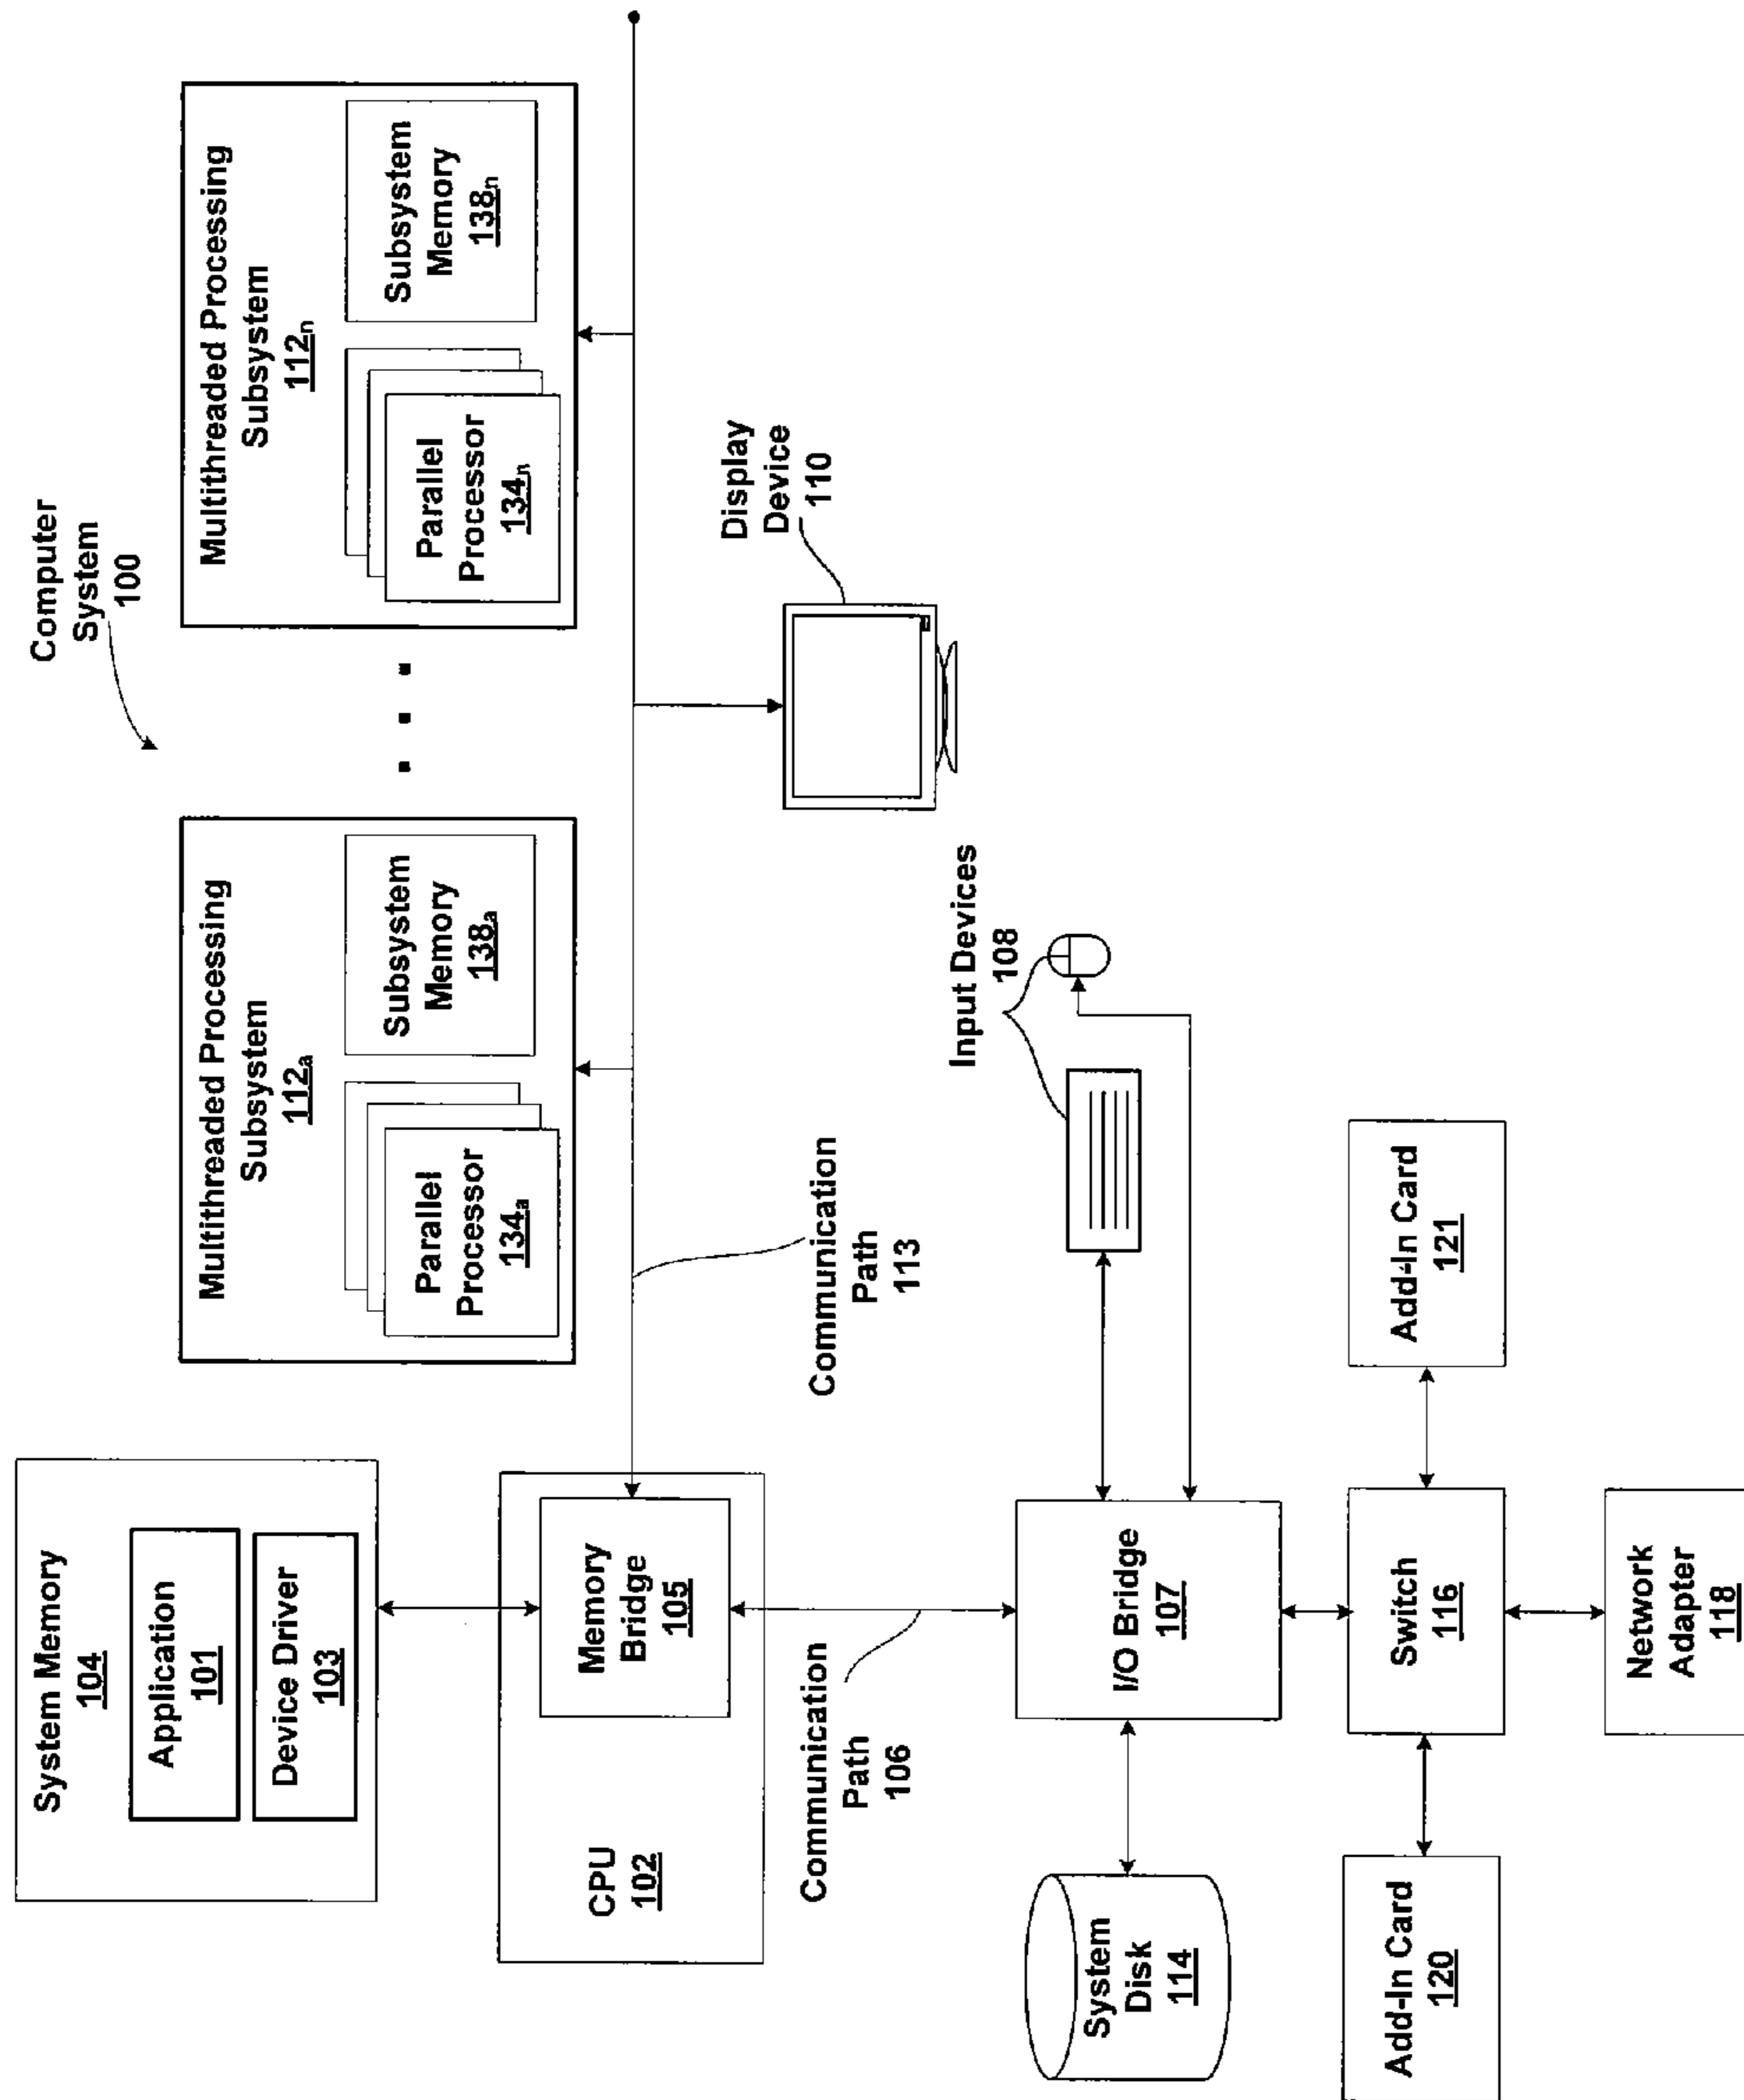 Computer
System
100
System Memory
104
Application
101
Device Driver
103
Multithreaded Processing
Subsystem
112a
Parallel
Processor
134a
Subsystem
Memory
138a
Multithreaded Processing
Subsystem
112n
Parallel
Processor
134n
Subsystem
Memory
138n
CPU
102
Memory
Bridge
105
Communication
Path
113
Display
Device
110
Communication
Path
106
Input Devices
108
System
Disk
114
I/O Bridge
107
Add-In Card
120
Switch
116
Add-In Card
121
Network
Adapter
118